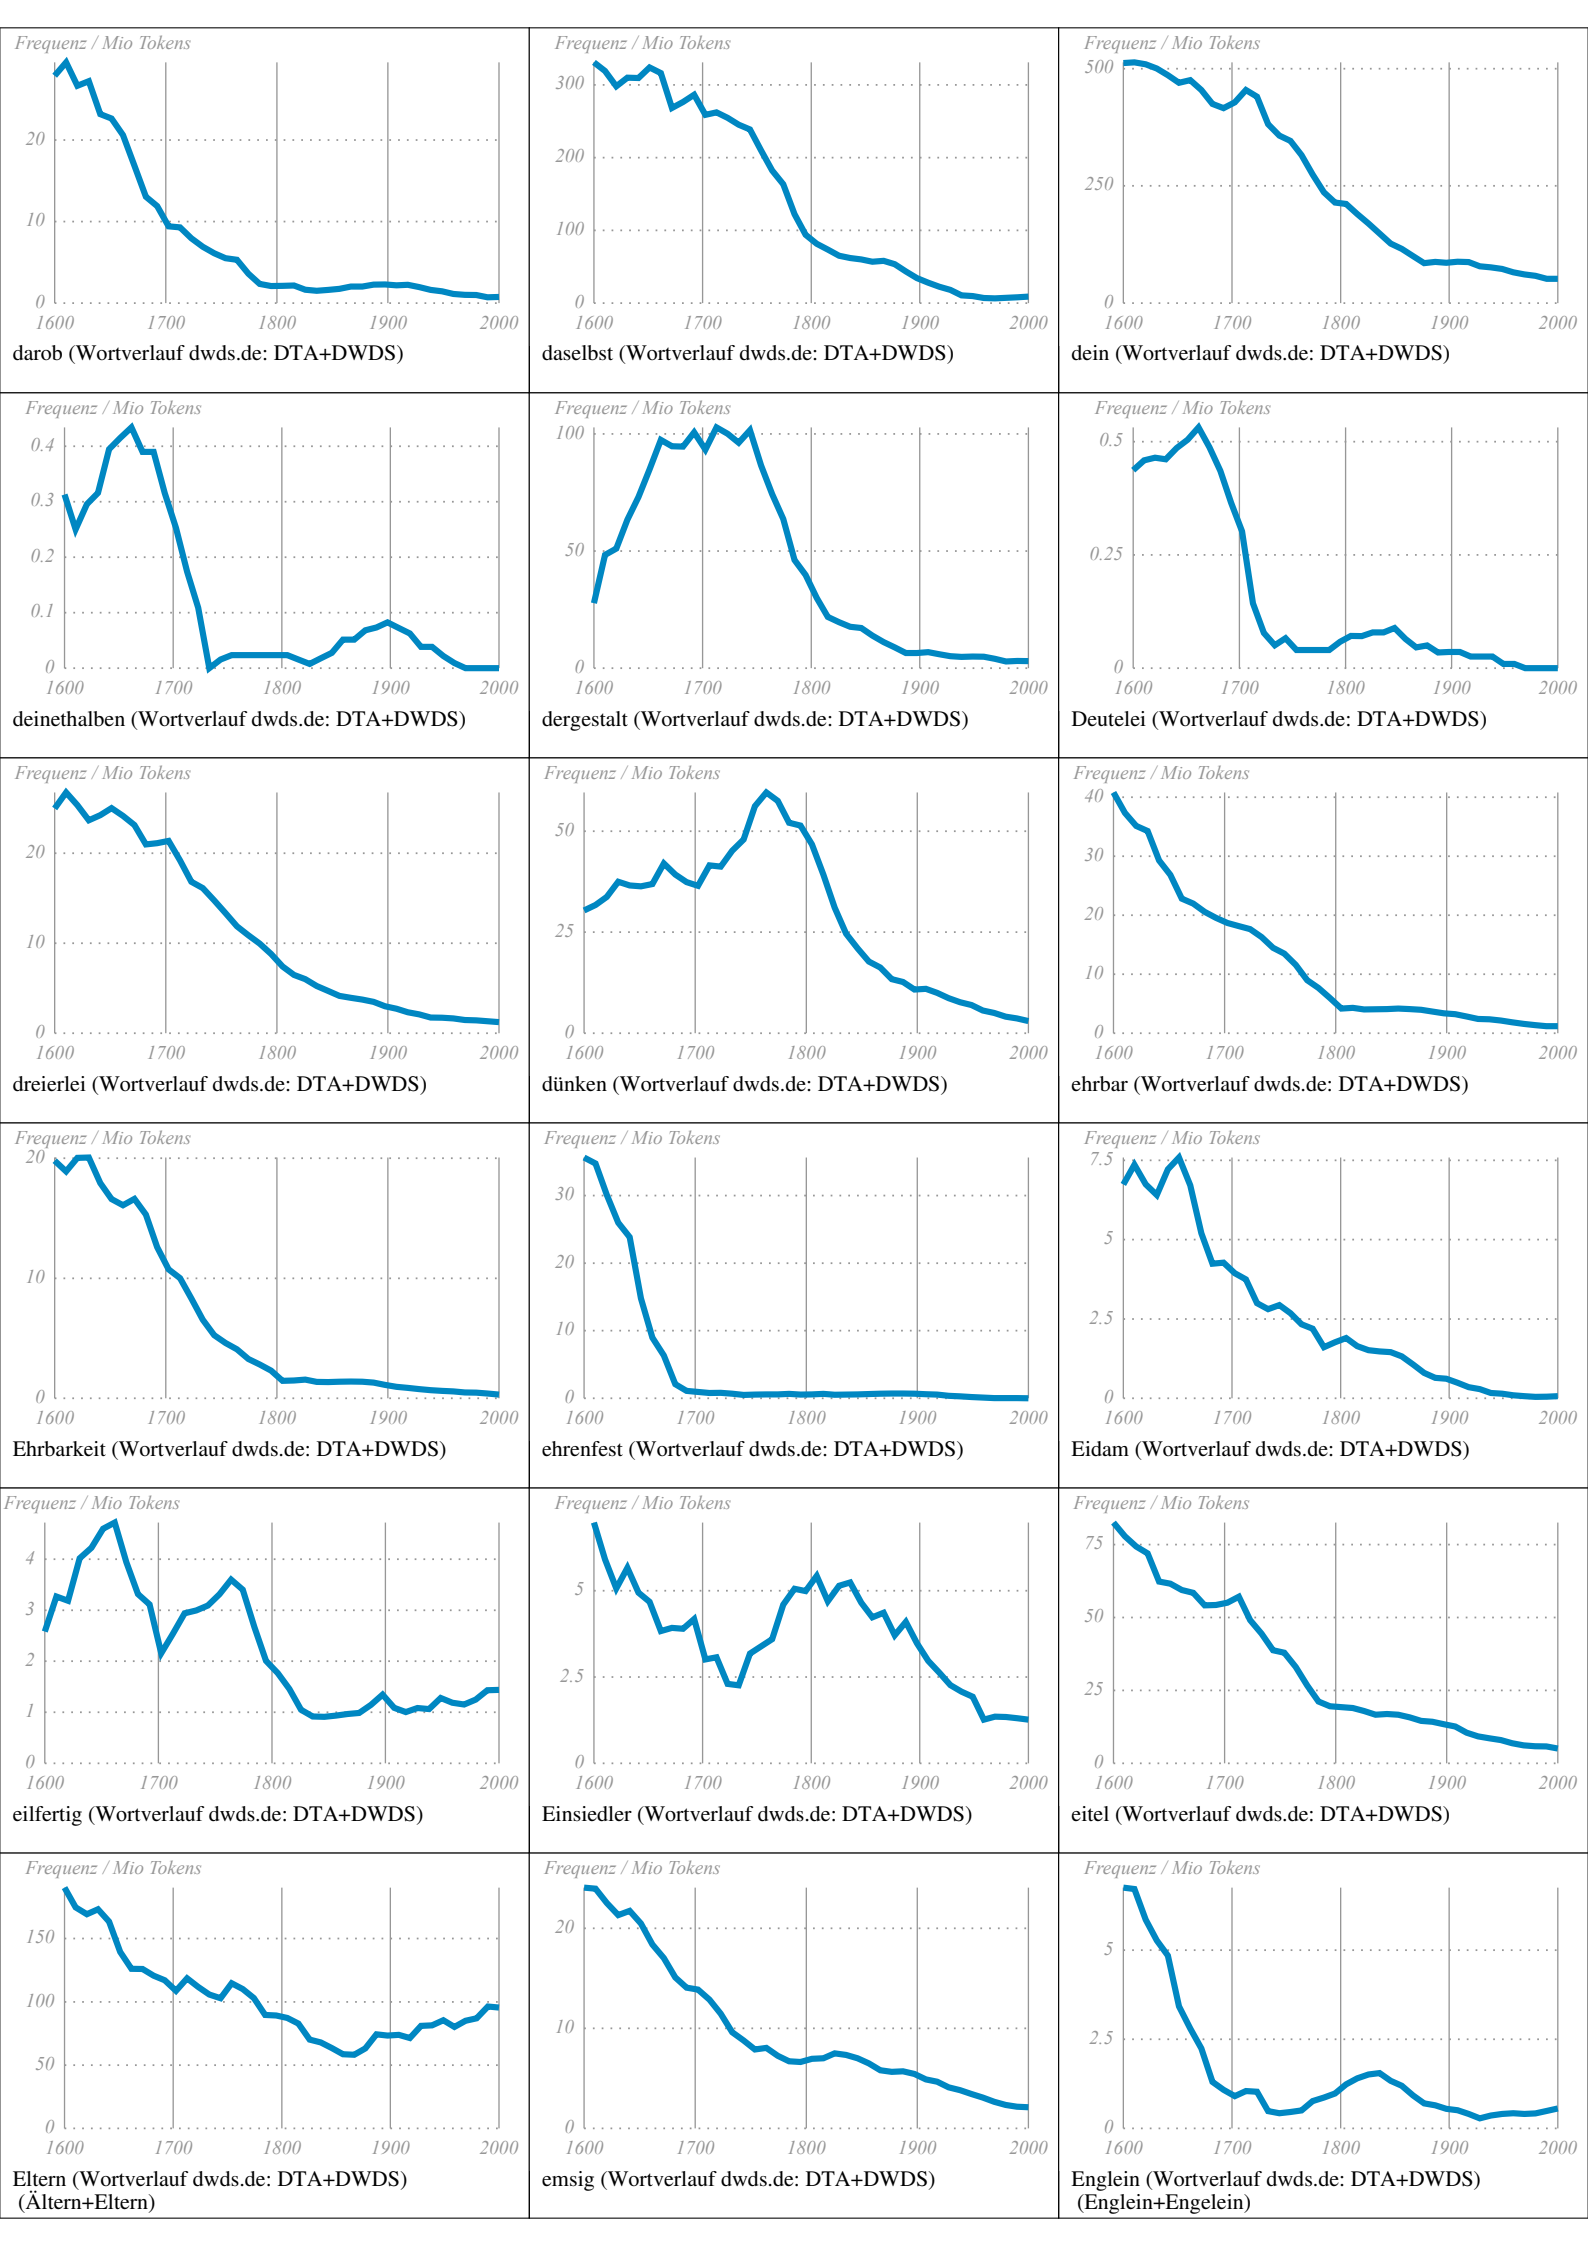 Frequenz / Mio Tokens
20
10
0
1600 1700 1800 1900 2000
darob (Wortverlauf dwds.de: DTA+DWDS)
Frequenz / Mio Tokens
300
200
100
0
1600 1700 1800 1900 2000
daselbst (Wortverlauf dwds.de: DTA+DWDS)
Frequenz / Mio Tokens
500
250
0
1600 1700 1800 1900 2000
dein (Wortverlauf dwds.de: DTA+DWDS)
Frequenz / Mio Tokens
0.4
0.3
0.2
0.1
0
1600 1700 1800 1900 2000
deinethalben (Wortverlauf dwds.de: DTA+DWDS)
Frequenz / Mio Tokens
100
50
0
1600 1700 1800 1900 2000
dergestalt (Wortverlauf dwds.de: DTA+DWDS)
Frequenz / Mio Tokens
0.5
0.25
0
1600 1700 1800 1900 2000
Deutelei (Wortverlauf dwds.de: DTA+DWDS)
Frequenz / Mio Tokens
20
10
0
1600 1700 1800 1900 2000
dreierlei (Wortverlauf dwds.de: DTA+DWDS)
Frequenz / Mio Tokens
50
25
0
1600 1700 1800 1900 2000
dünken (Wortverlauf dwds.de: DTA+DWDS)
Frequenz / Mio Tokens
40
30
20
10
0
1600 1700 1800 1900 2000
ehrbar (Wortverlauf dwds.de: DTA+DWDS)
Frequenz / Mio Tokens
20
10
0
1600 1700 1800 1900 2000
Ehrbarkeit (Wortverlauf dwds.de: DTA+DWDS)
Frequenz / Mio Tokens
30
20
10
0
1600 1700 1800 1900 2000
ehrenfest (Wortverlauf dwds.de: DTA+DWDS)
Frequenz / Mio Tokens
7.5
5
2.5
0
1600 1700 1800 1900 2000
Eidam (Wortverlauf dwds.de: DTA+DWDS)
Frequenz / Mio Tokens
4
3
2
1
0
1600 1700 1800 1900 2000
eilfertig (Wortverlauf dwds.de: DTA+DWDS)
Frequenz / Mio Tokens
5
2.5
0
1600 1700 1800 1900 2000
Einsiedler (Wortverlauf dwds.de: DTA+DWDS)
Frequenz / Mio Tokens
75
50
25
0
1600 1700 1800 1900 2000
eitel (Wortverlauf dwds.de: DTA+DWDS)
Frequenz / Mio Tokens
150
100
50
0
1600 1700 1800 1900 2000
Eltern (Wortverlauf dwds.de: DTA+DWDS)
(Ältern+Eltern)
Frequenz / Mio Tokens
20
10
0
1600 1700 1800 1900 2000
emsig (Wortverlauf dwds.de: DTA+DWDS)
Frequenz / Mio Tokens
5
2.5
0
1600 1700 1800 1900 2000
Englein (Wortverlauf dwds.de: DTA+DWDS)
(Englein+Engelein)